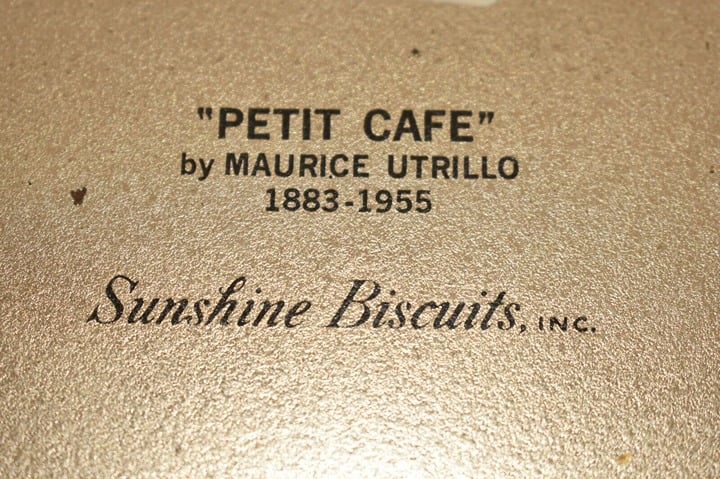 "PETIT CAFE"
by MAURICE UTRILLO
1883-1955
Sunshine Biscuits, INC.